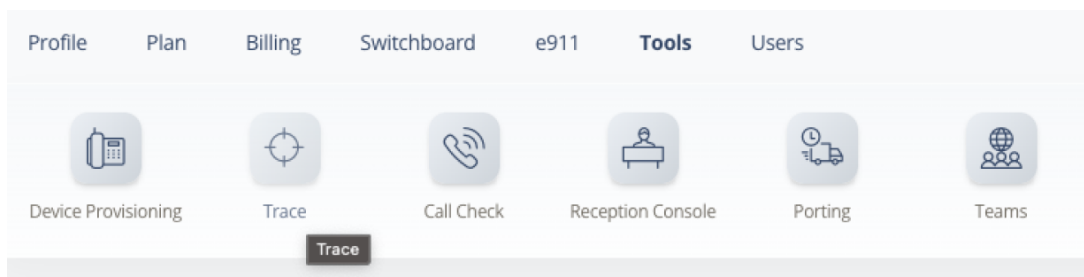 Profile Plan Billing Switchboard e911 Tools Users
Device Provisioning Trace Call Check Reception Console Porting Teams
Trace